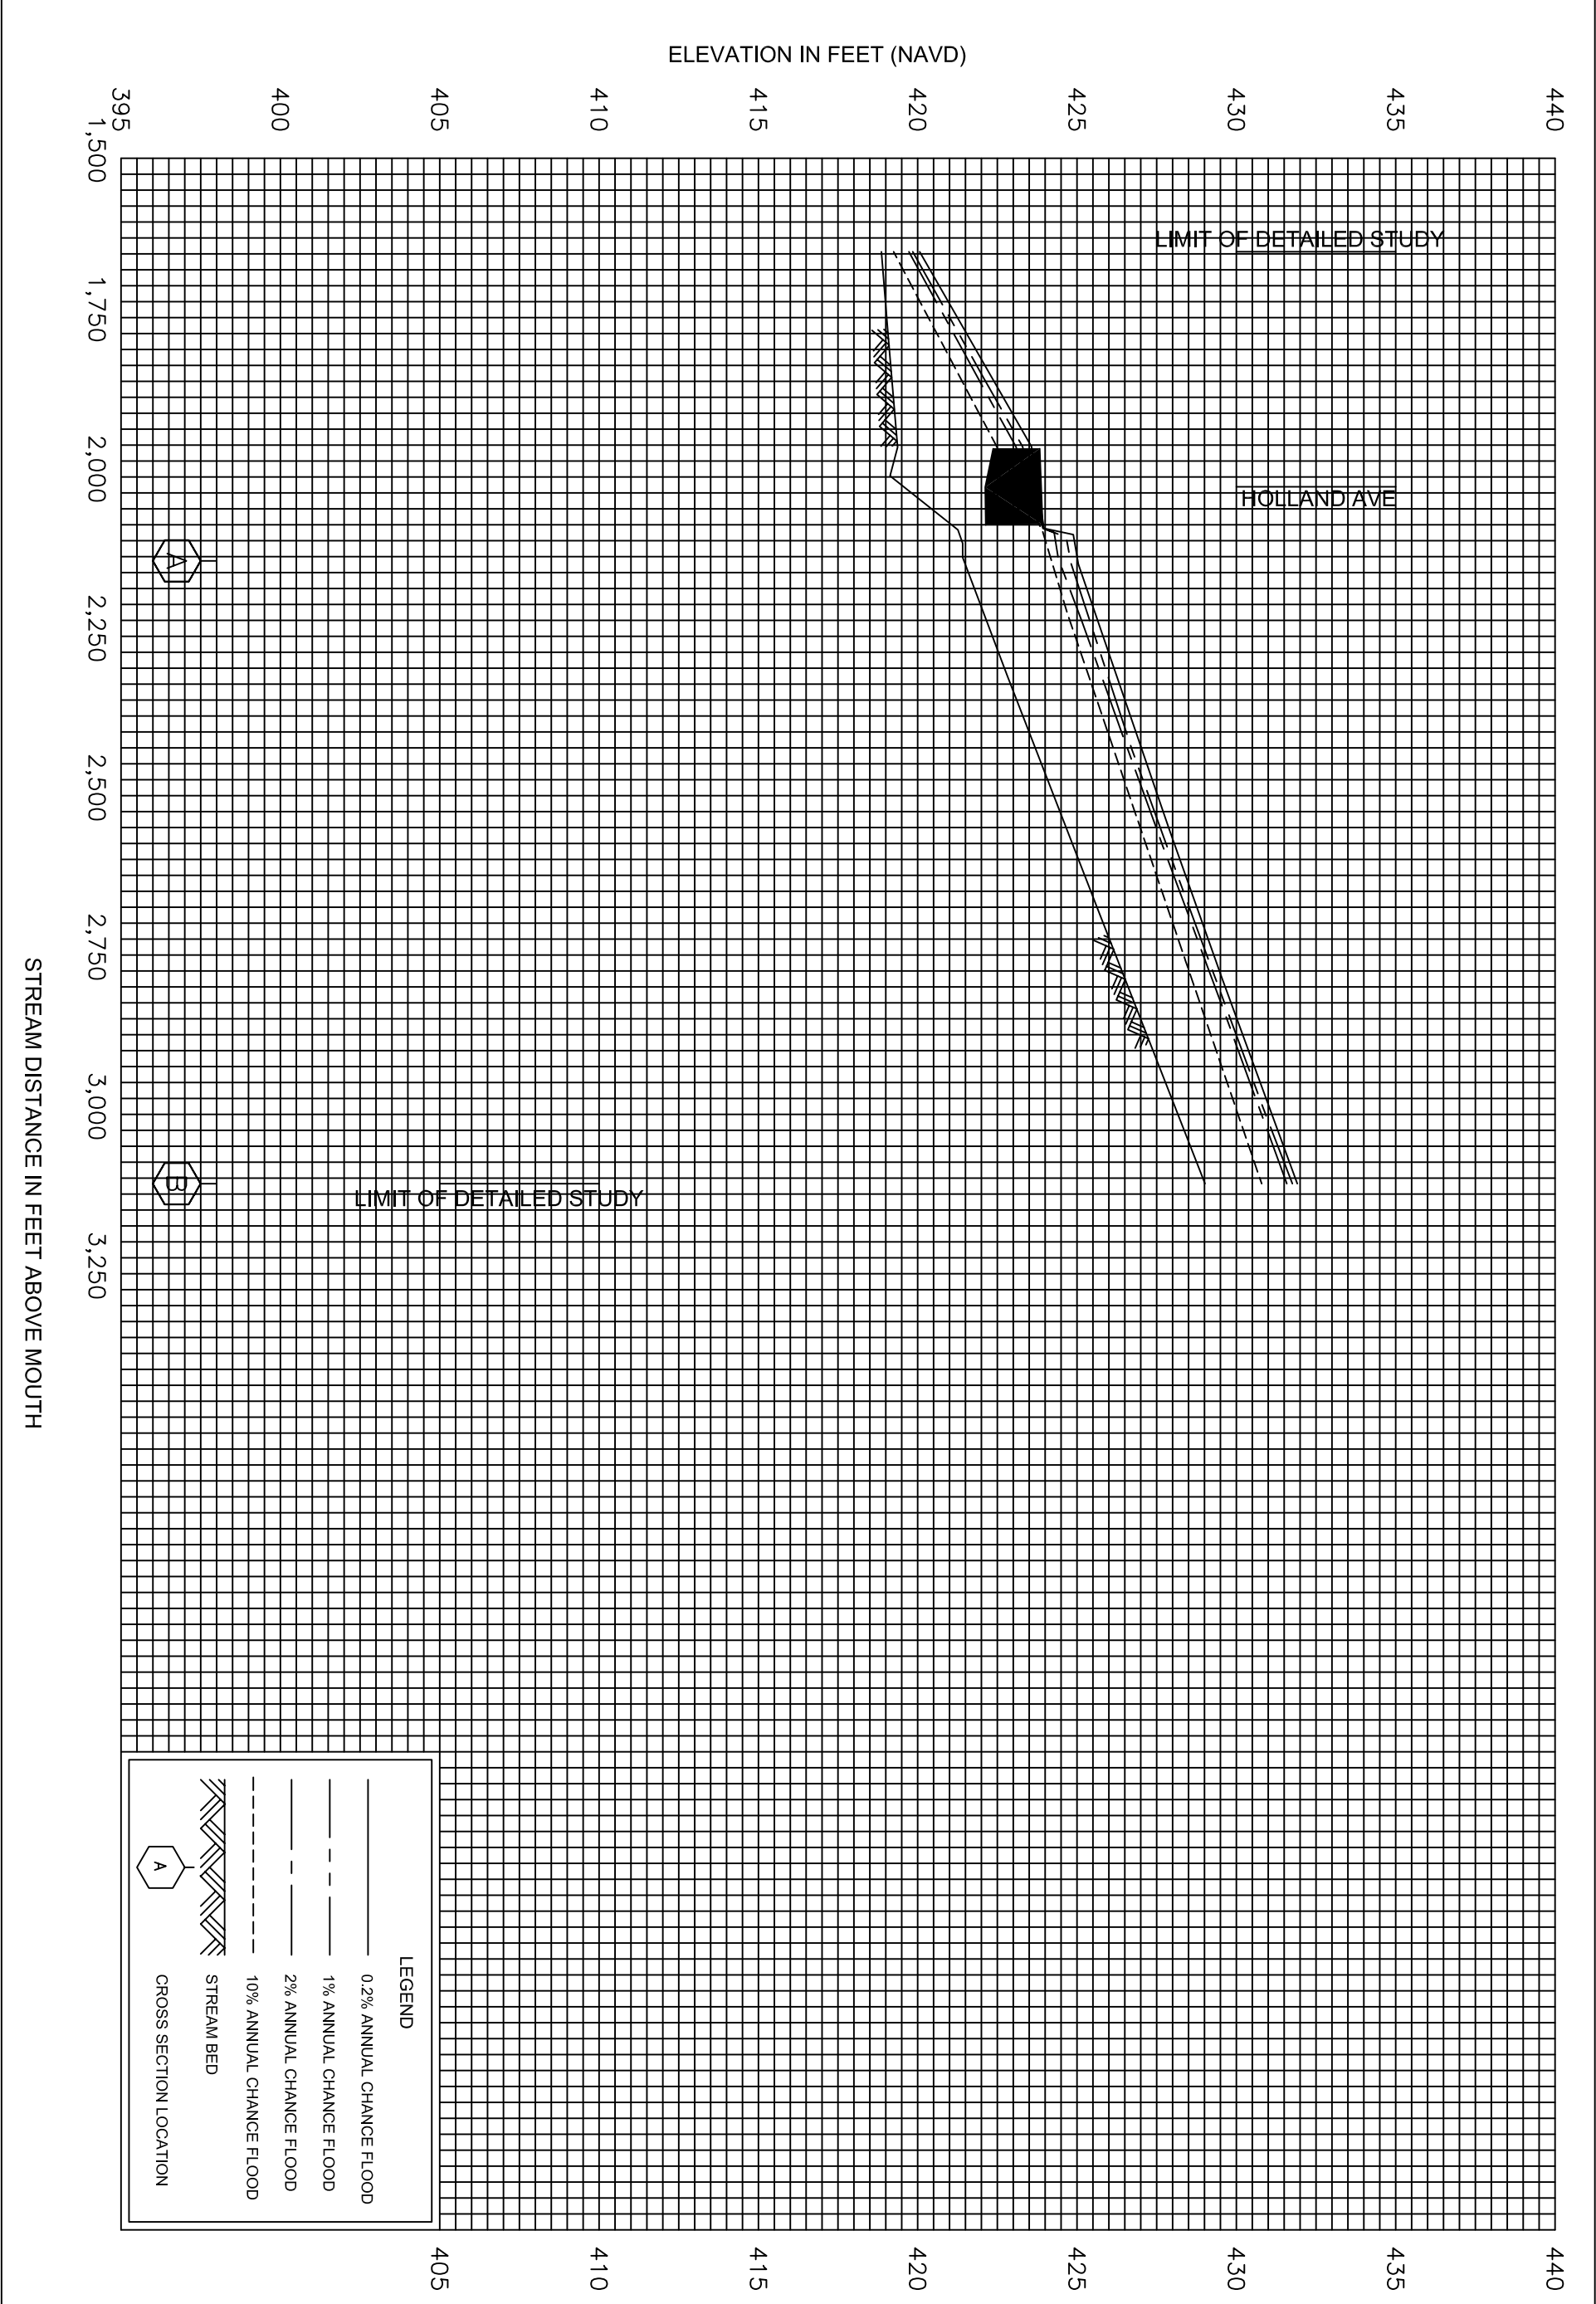 ELEVATION IN FEET (NAVD)
440
435
430
425
420
415
410
405
400
395
LIMIT OF DETAILED STUDY
HOLLAND AVE
LIMIT OF DETAILED STUDY
A
B
440
435
430
425
420
415
410
405
LEGEND
0.2% ANNUAL CHANCE FLOOD
1% ANNUAL CHANCE FLOOD
2% ANNUAL CHANCE FLOOD
10% ANNUAL CHANCE FLOOD
STREAM BED
A CROSS SECTION LOCATION
1,500 1,750 2,000 2,250 2,500 2,750 3,000 3,250
STREAM DISTANCE IN FEET ABOVE MOUTH